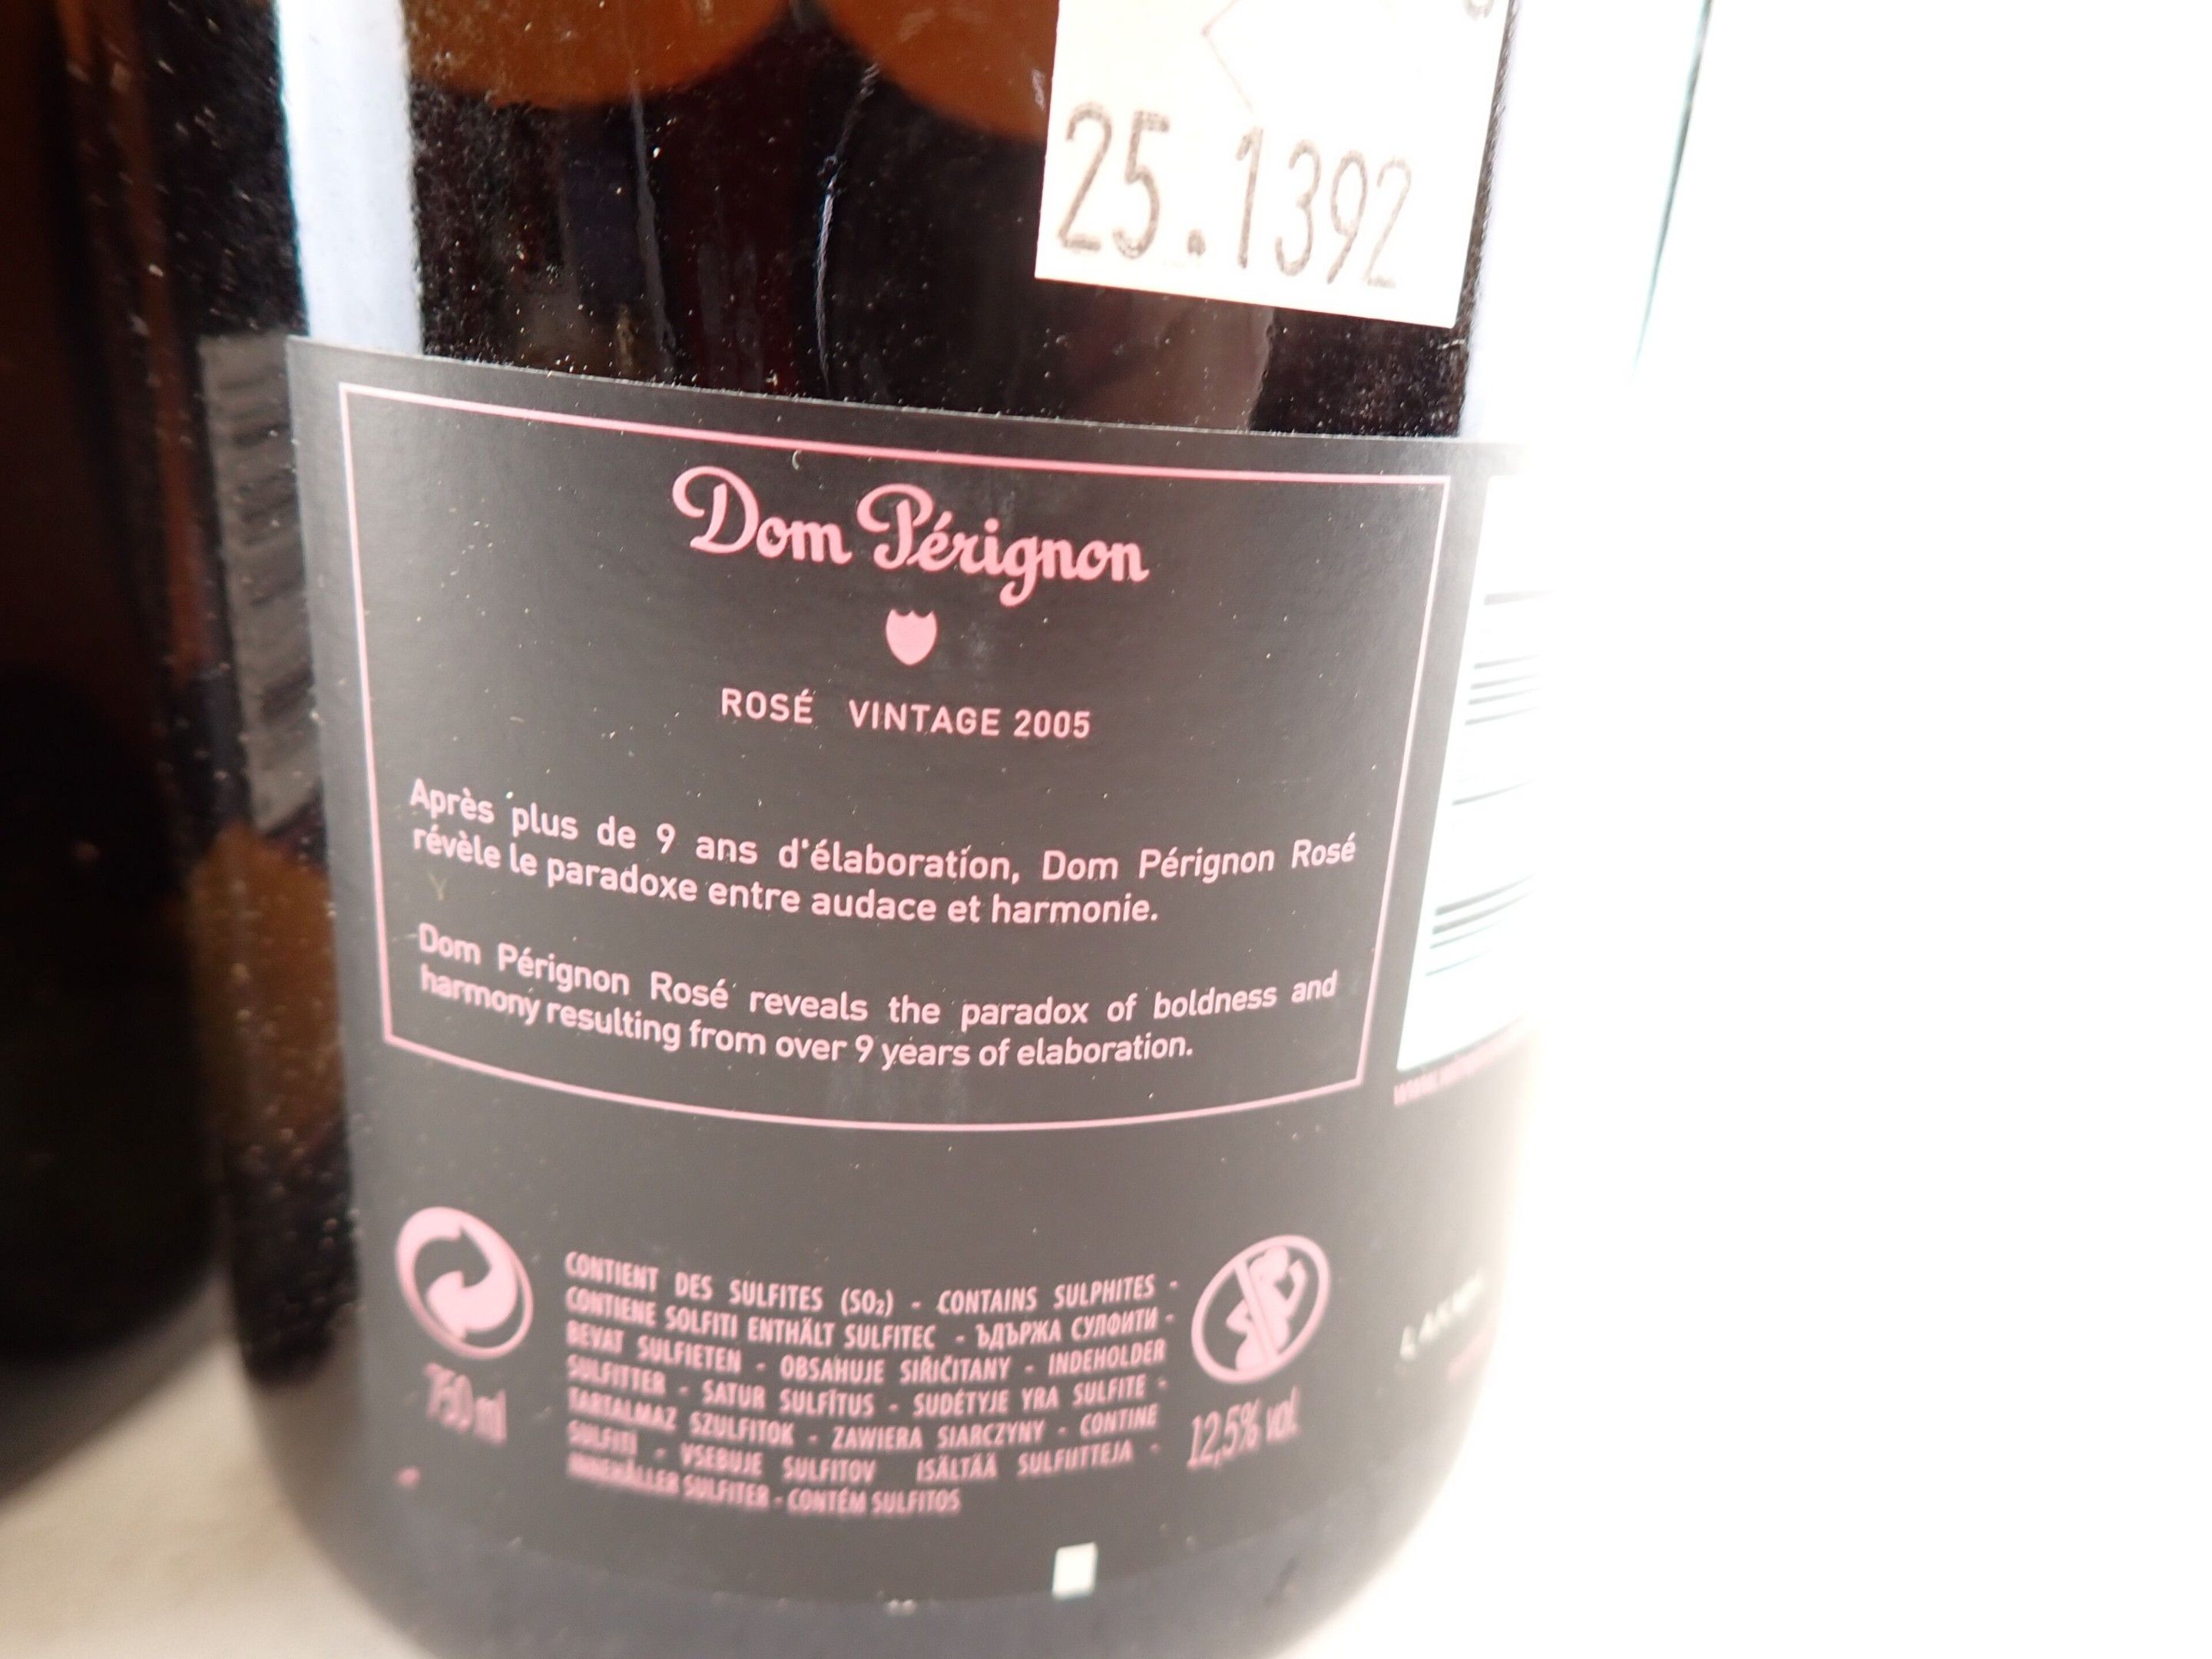 25.1392
Dom Pérignon
ROSÉ VINTAGE 2005
Après plus de 9 ans d'élaboration, Dom Pérignon Rosé
révèle le paradoxe entre audace et harmonie.
Dom Pérignon Rosé reveals the paradox of boldness and
harmony resulting from over 9 years of elaboration.
CONTIENT DES SULFITES (SO₂) - CONTAINS SULPHITES -
CONTIENE SOLFITI ENTHÄLT SULFITEC - ЪДЪРЖА СУЛФИТИ -
BEVAT SULFIETEN - OBSAHUJE SIŘIČITANY - INDEHOLDER
SULFITTER - SATUR SULFĪTUS - SUDĖTYJE YRA SULFITE -
TARTALMAZ SZULFITOK - ZAWIERA SIARCZYNY - CONTINE
SULFITI - VSEBUJE SULFITOV ISÄLTÄÄ SULFIITTEJA -
INNEHÅLLER SULFITER - CONTÉM SULFITOS
750 ml
12,5% vol.